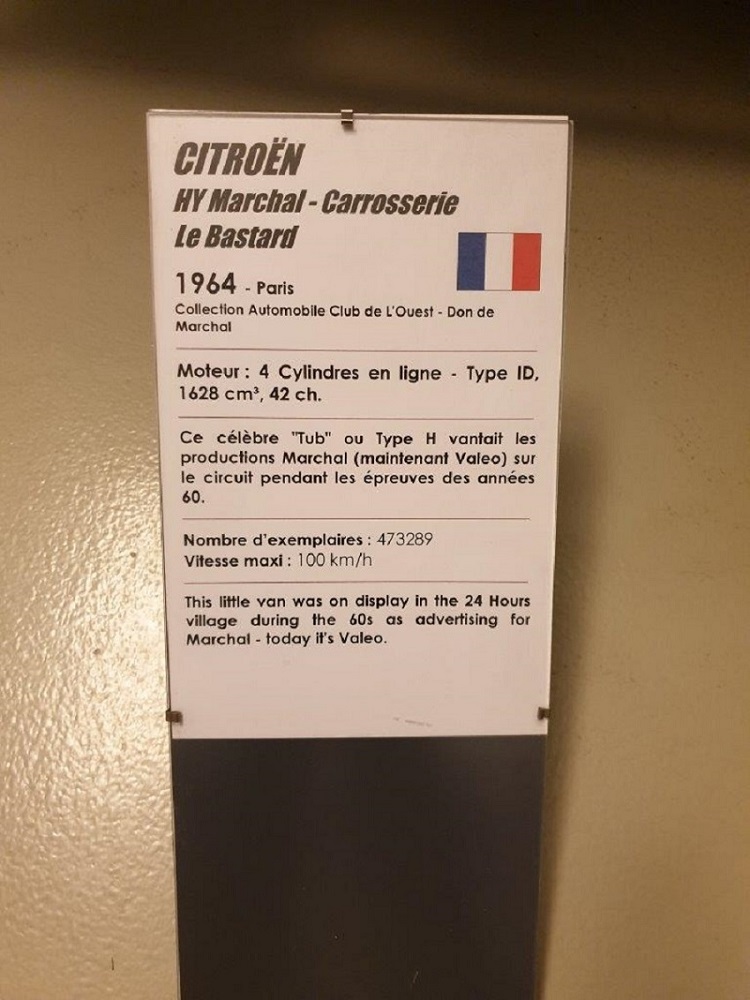 CITROËN
HY Marchal - Carrosserie
Le Bastard
1964 - Paris
Collection Automobile Club de L'Ouest - Don de
Marchal
Moteur : 4 Cylindres en ligne - Type ID,
1628 cm³, 42 ch.
Ce célèbre "Tub" ou Type H vantait les
productions Marchal (maintenant Valeo) sur
le circuit pendant les épreuves des années
60.
Nombre d'exemplaires : 473289
Vitesse maxi : 100 km/h
This little van was on display in the 24 Hours
village during the 60s as advertising for
Marchal - today it's Valeo.